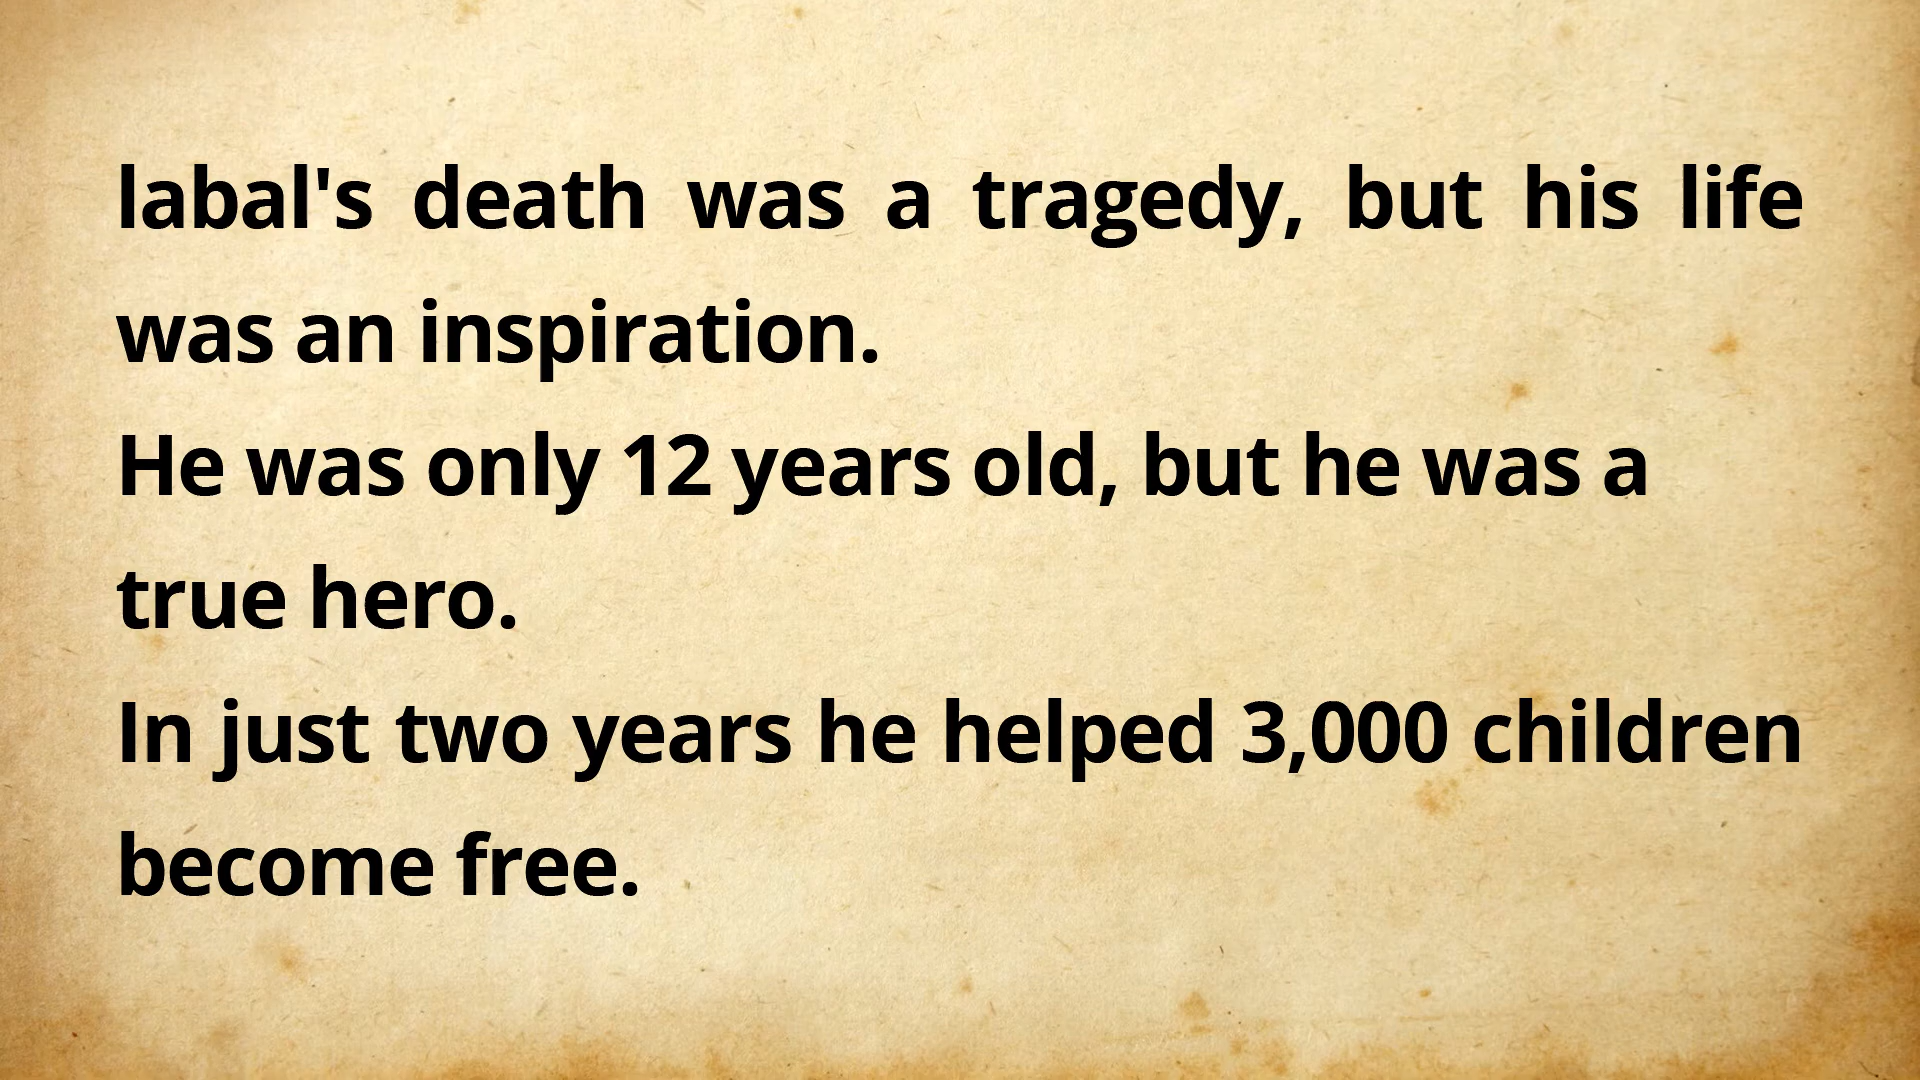 labal's death was a tragedy, but his life
was an inspiration.
He was only 12 years old, but he was a
true hero.
In just two years he helped 3,000 children
become free.